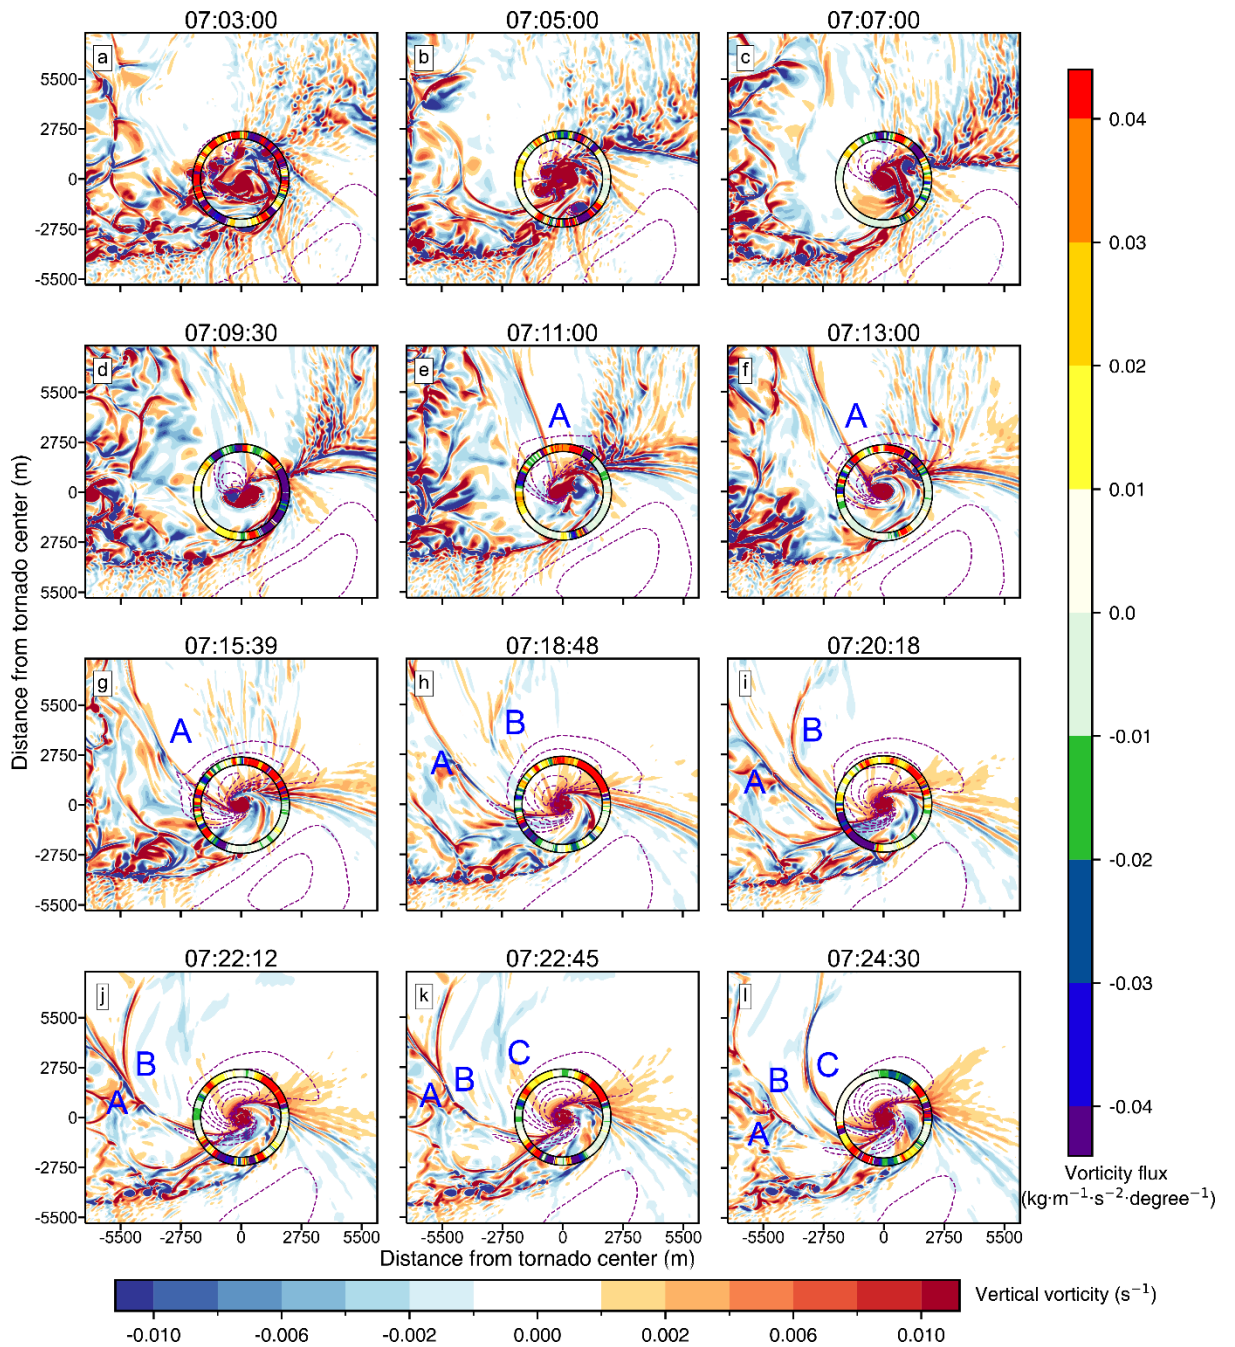 07:03:00 07:05:00 07:07:00
a b c
5500
2750
0
-2750
-5500
07:09:30 07:11:00 07:13:00
d e f
A A
5500
2750
0
2750
5500
07:15:39 07:18:48 07:20:18
g h i
A
A B
A B
5500
2750
0
-2750
-5500
07:22:12 07:22:45 07:24:30
j k l
B A
C B A
C B A
5500
2750
0
-2750
-5500
-5500 -2750 0 2750 5500 -5500 -2750 0 2750 5500 -5500 -2750 0 2750 5500
Distance from tornado center (m)
Distance from tornado center (m)
0.04
0.03
0.02
0.01
0.0
-0.01
-0.02
-0.03
-0.04
Vorticity flux
(kg·m⁻¹·s⁻²·degree⁻¹)
Vertical vorticity (s⁻¹)
-0.010 -0.006 -0.002 0.000 0.002 0.006 0.010